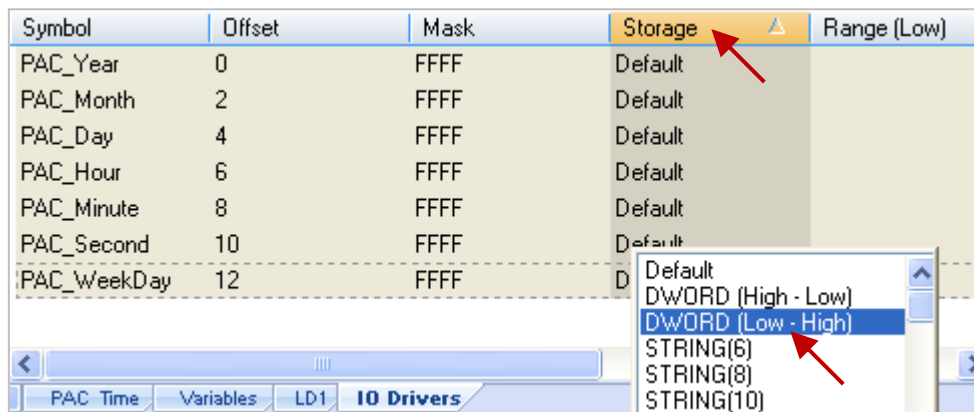 Symbol Offset Mask Storage Range (Low)
PAC_Year 0 FFFF Default
PAC_Month 2 FFFF Default
PAC_Day 4 FFFF Default
PAC_Hour 6 FFFF Default
PAC_Minute 8 FFFF Default
PAC_Second 10 FFFF Default
PAC_WeekDay 12 FFFF D
Default
DWORD (High - Low)
DWORD (Low - High)
STRING(6)
STRING(8)
STRING(10)
PAC Time Variables LD1 IO Drivers